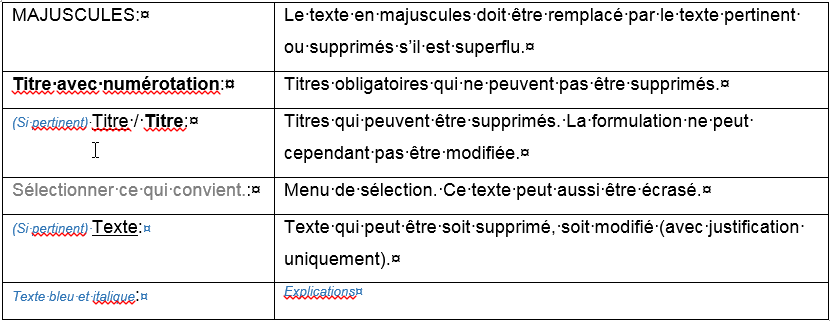 MAJUSCULES:¤
Le·texte·en·majuscules·doit·être·remplacé·par·le·texte·pertinent·
ou·supprimés·s’il·est·superflu.¤
Titre·avec·numérotation:¤
Titres·obligatoires·qui·ne·peuvent·pas·être·supprimés.¤
(Si·pertinent)·Titre·/·Titre:¤
Titres·qui·peuvent·être·supprimés.·La·formulation·ne·peut·
cependant·pas·être·modifiée.¤
Sélectionner·ce·qui·convient.:¤
Menu·de·sélection.·Ce·texte·peut·aussi·être·écrasé.¤
(Si·pertinent)·Texte:¤
Texte·qui·peut·être·soit·supprimé,·soit·modifié·(avec·justification·
uniquement).¤
Texte·bleu·et·italique:¤
Explications¤